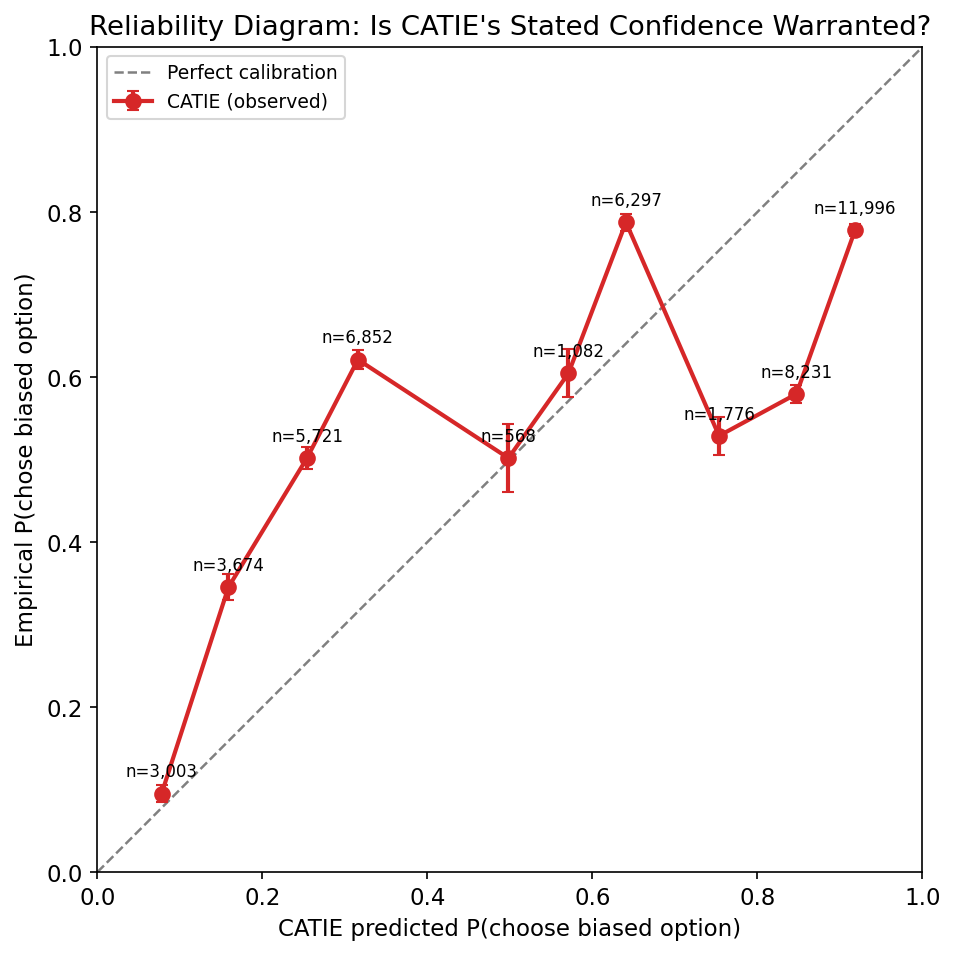 Reliability Diagram: Is CATIE's Stated Confidence Warranted?
Perfect calibration
CATIE (observed)
1.0
0.8
0.6
0.4
0.2
0.0
Empirical P(chose biased option)
n=3,003
n=3,674
n=5,721
n=6,852
n=568
n=1,082
n=6,297
n=1,776
n=8,231
n=11,996
0.0
0.2
0.4
0.6
0.8
1.0
CATIE predicted P(choose biased option)